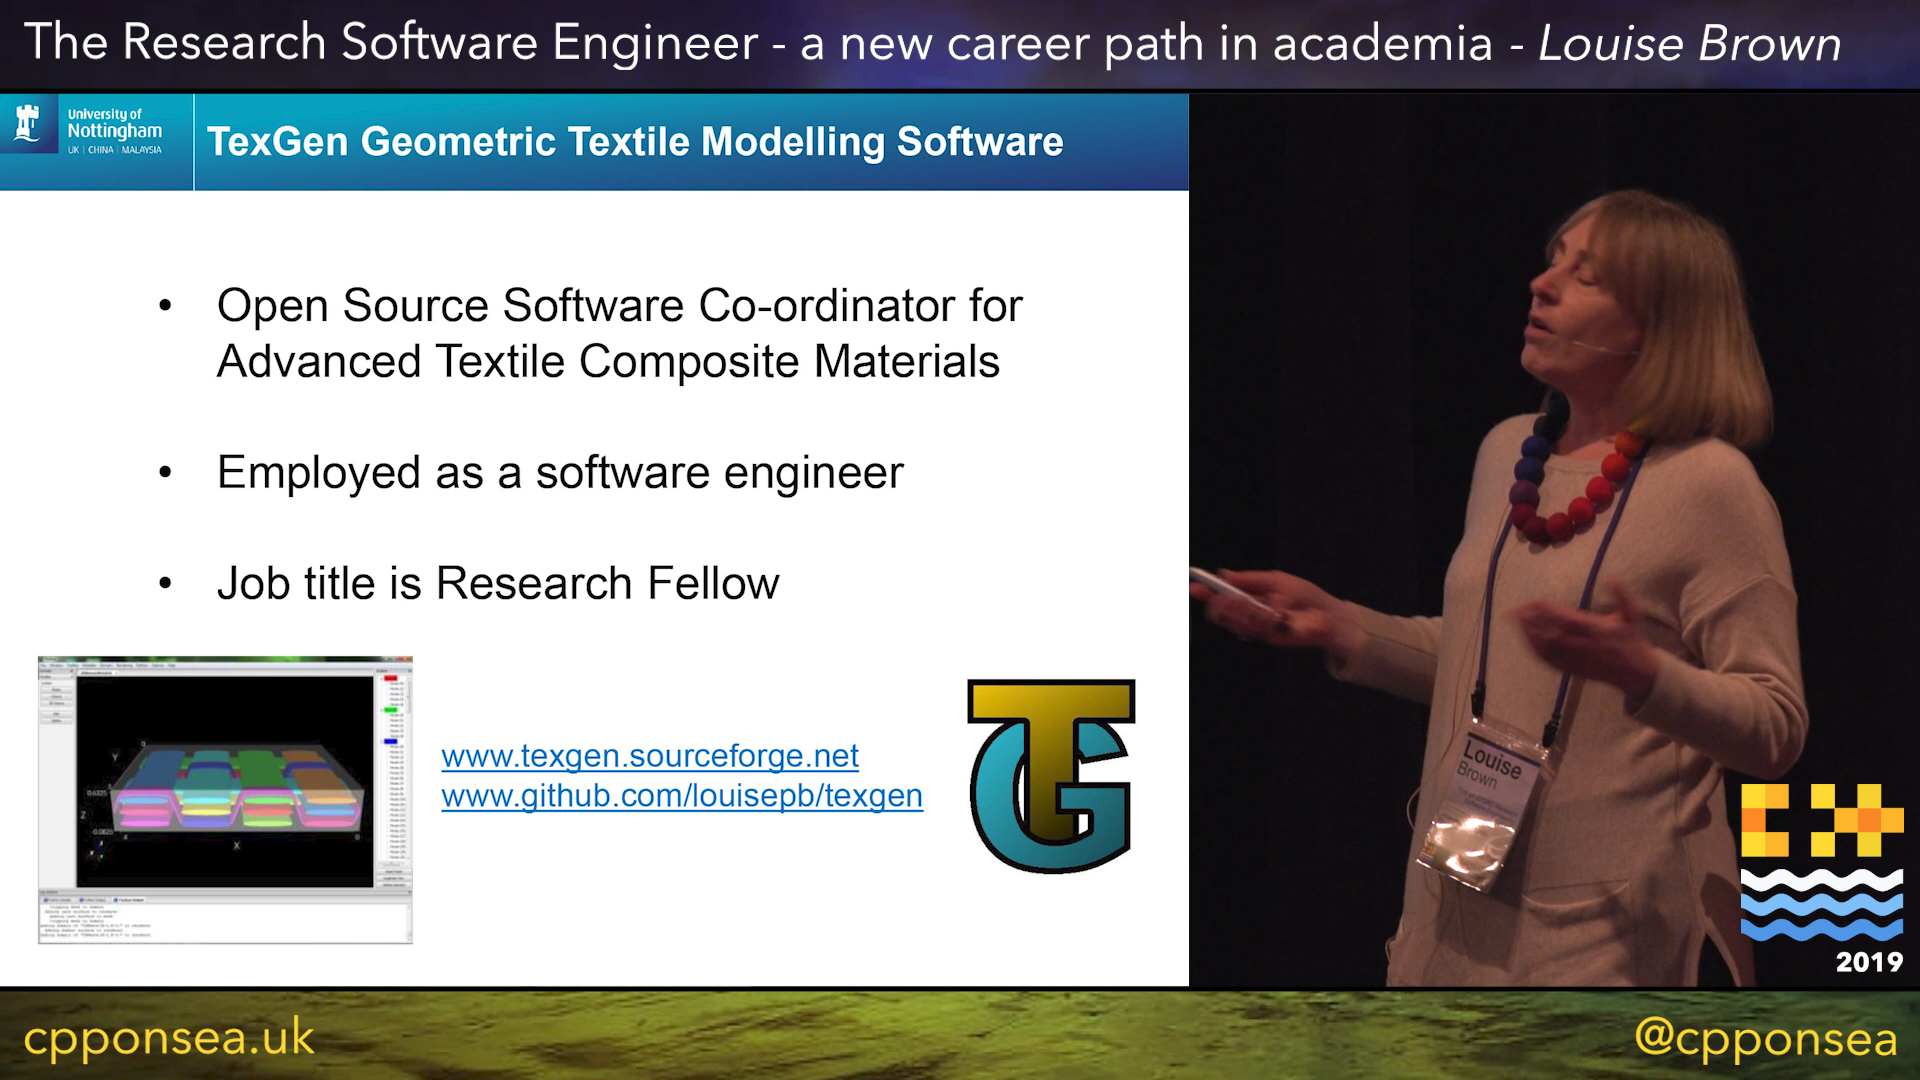 The Research Software Engineer - a new career path in academia - Louise Brown
University of
Nottingham
UK | CHINA | MALAYSIA
TexGen Geometric Textile Modelling Software
• Open Source Software Co-ordinator for
Advanced Textile Composite Materials
• Employed as a software engineer
• Job title is Research Fellow
www.texgen.sourceforge.net
www.github.com/louisepb/texgen
TG
Louise
Brown
C++
2019
cpponsea.uk
@cpponsea